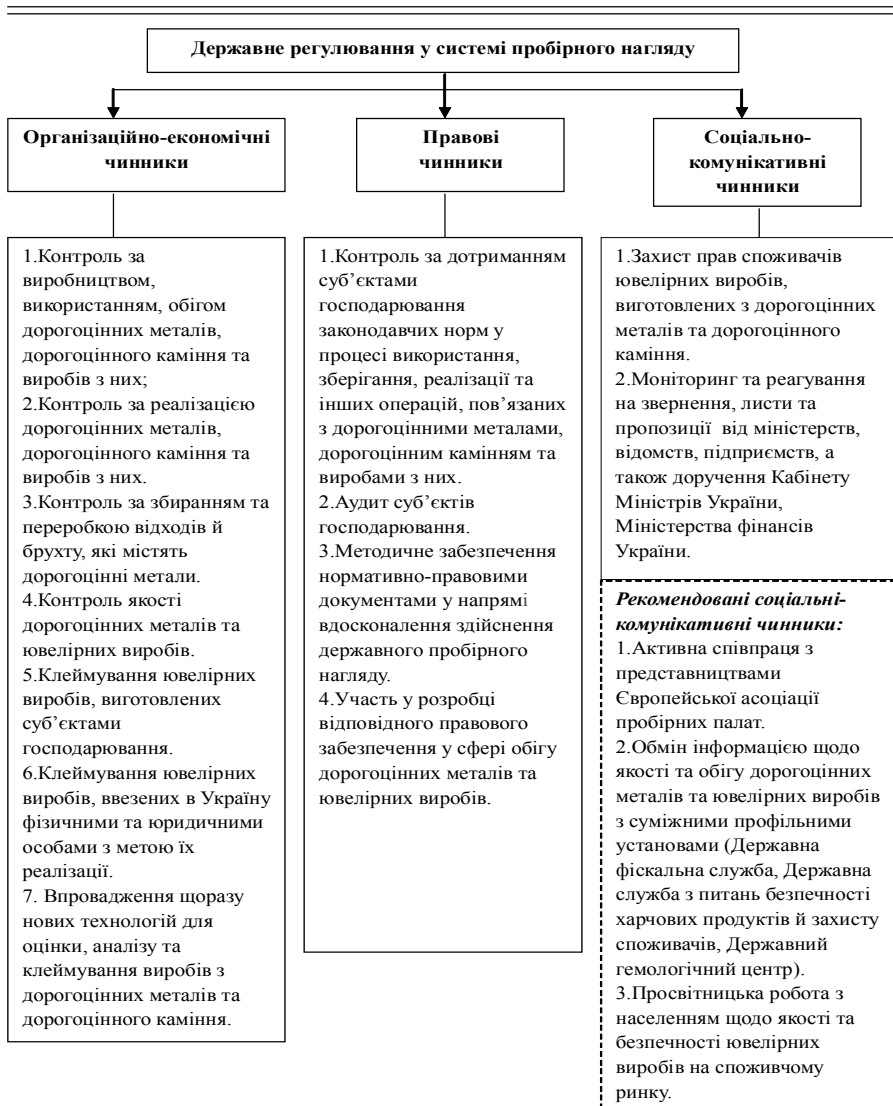 Державне регулювання у системі пробірного нагляду
Організаційно-економічні
чинники
Правові
чинники
Соціально-
комунікативні
чинники
1.Контроль за
виробництвом,
використанням, обігом
дорогоцінних металів,
дорогоцінного каміння та
виробів з них;
2.Контроль за реалізацією
дорогоцінних металів,
дорогоцінного каміння та
виробів з них.
3.Контроль за збиранням та
переробкою відходів й
брухту, які містять
дорогоцінні метали.
4.Контроль якості
дорогоцінних металів та
ювелірних виробів.
5.Клеймування ювелірних
виробів, виготовлених
суб’єктами
господарювання.
6.Клеймування ювелірних
виробів, ввезених в Україну
фізичними та юридичними
особами з метою їх
реалізації.
7. Впровадження щоразу
нових технологій для
оцінки, аналізу та
клеймування виробів з
дорогоцінних металів та
дорогоцінного каміння.
1.Контроль за дотриманням
суб’єктами
господарювання
законодавчих норм у
процесі використання,
зберігання, реалізації та
інших операцій, пов’язаних
з дорогоцінними металами,
дорогоцінним камінням та
виробами з них.
2.Аудит суб’єктів
господарювання.
3.Методичне забезпечення
нормативно-правовими
документами у напрямі
вдосконалення здійснення
державного пробірного
нагляду.
4.Участь у розробці
відповідного правового
забезпечення у сфері обігу
дорогоцінних металів та
ювелірних виробів.
1.Захист прав споживачів
ювелірних виробів,
виготовлених з дорогоцінних
металів та дорогоцінного
каміння.
2.Моніторинг та реагування
на звернення, листи та
пропозиції від міністерств,
відомств, підприємств, а
також доручення Кабінету
Міністрів України,
Міністерства фінансів
України.
Рекомендовані соціальні-
комунікативні чинники:
1.Активна співпраця з
представництвами
Європейської асоціації
пробірних палат.
2.Обмін інформацією щодо
якості та обігу дорогоцінних
металів та ювелірних виробів
з суміжними профільними
установами (Державна
фіскальна служба, Державна
служба з питань безпечності
харчових продуктів й захисту
споживачів, Державний
гемологічний центр).
3.Просвітницька робота з
населенням щодо якості та
безпечності ювелірних
виробів на споживчому
ринку.